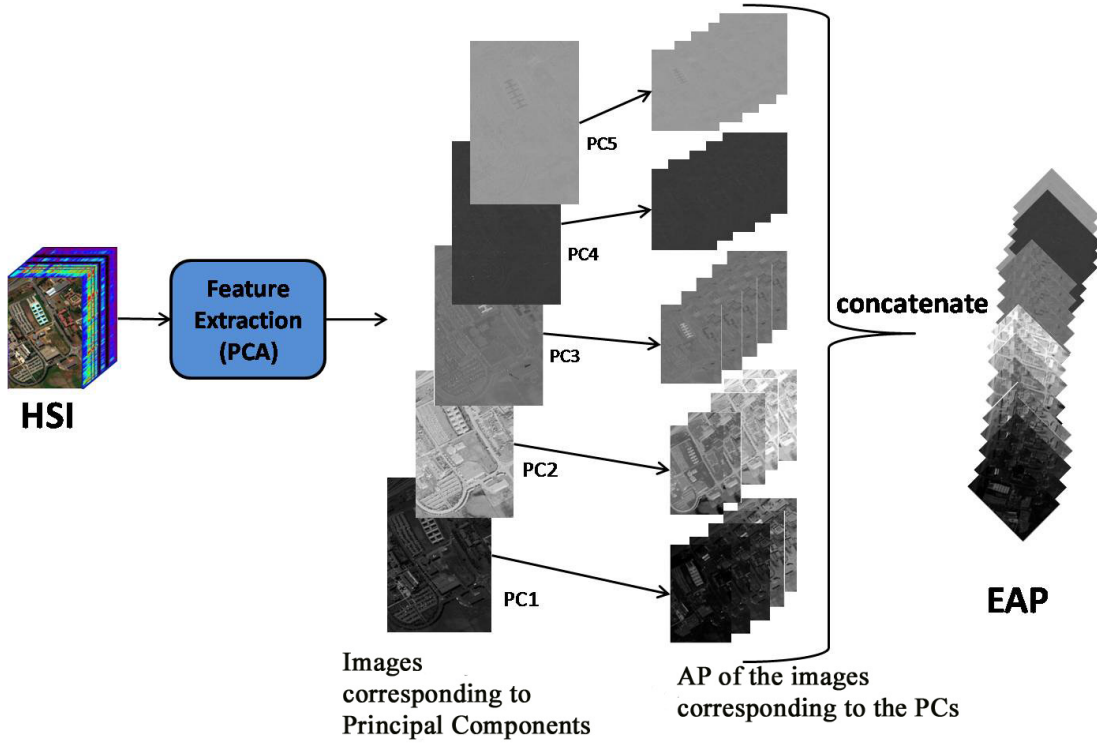 HSI
Feature
Extraction
(PCA)
PC5
PC4
PC3
PC2
PC1
Images
corresponding to
Principal Components
AP of the images
corresponding to the PCs
concatenate
EAP